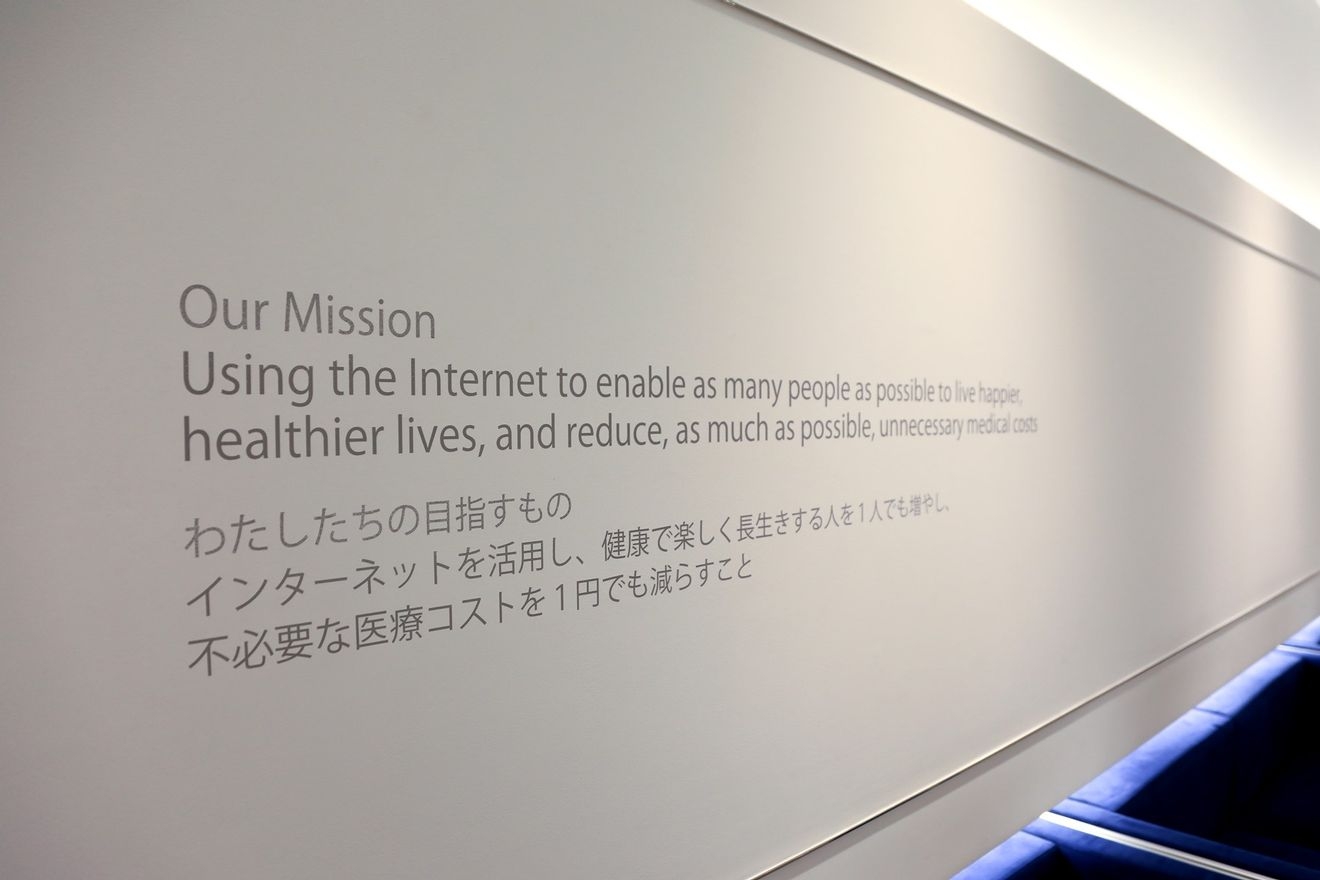 Our Mission
Using the Internet to enable as many people as possible to live happier,
healthier lives, and reduce, as much as possible, unnecessary medical costs
わたしたちの目指すもの
インターネットを活用し、健康で楽しく長生きする人を1人でも増やし、
不必要な医療コストを1円でも減らすこと